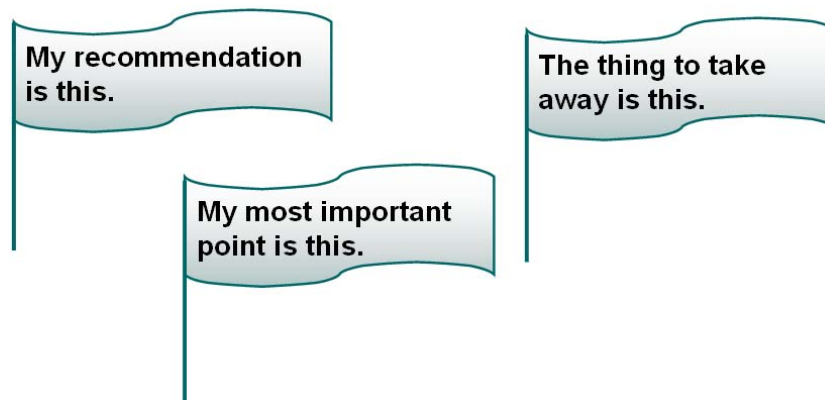 My recommendation
is this.
The thing to take
away is this.
My most important
point is this.